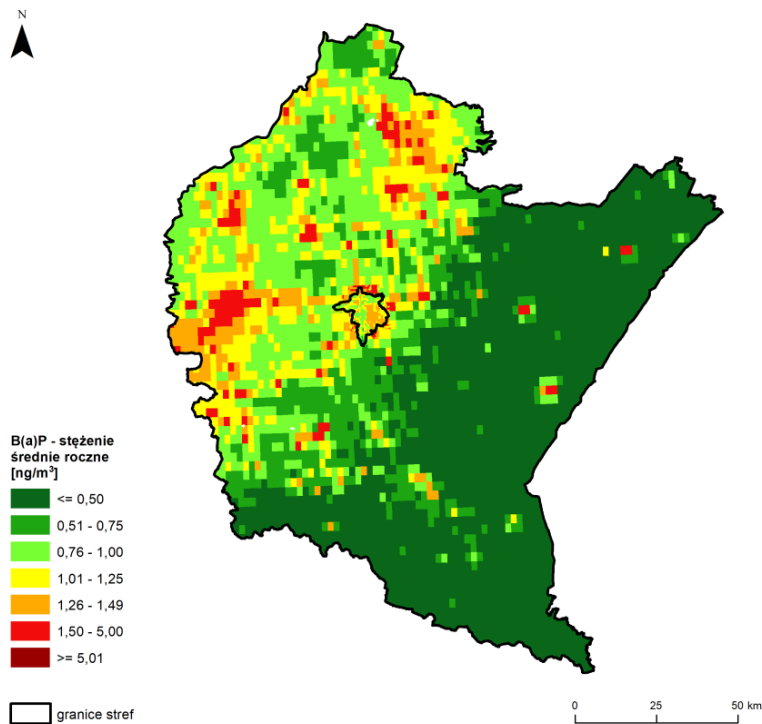 N
B(a)P - stężenie
średnie roczne
[ng/m³]
<= 0,50
0,51 - 0,75
0,76 - 1,00
1,01 - 1,25
1,26 - 1,49
1,50 - 5,00
>= 5,01
granice stref
0 25 50 km